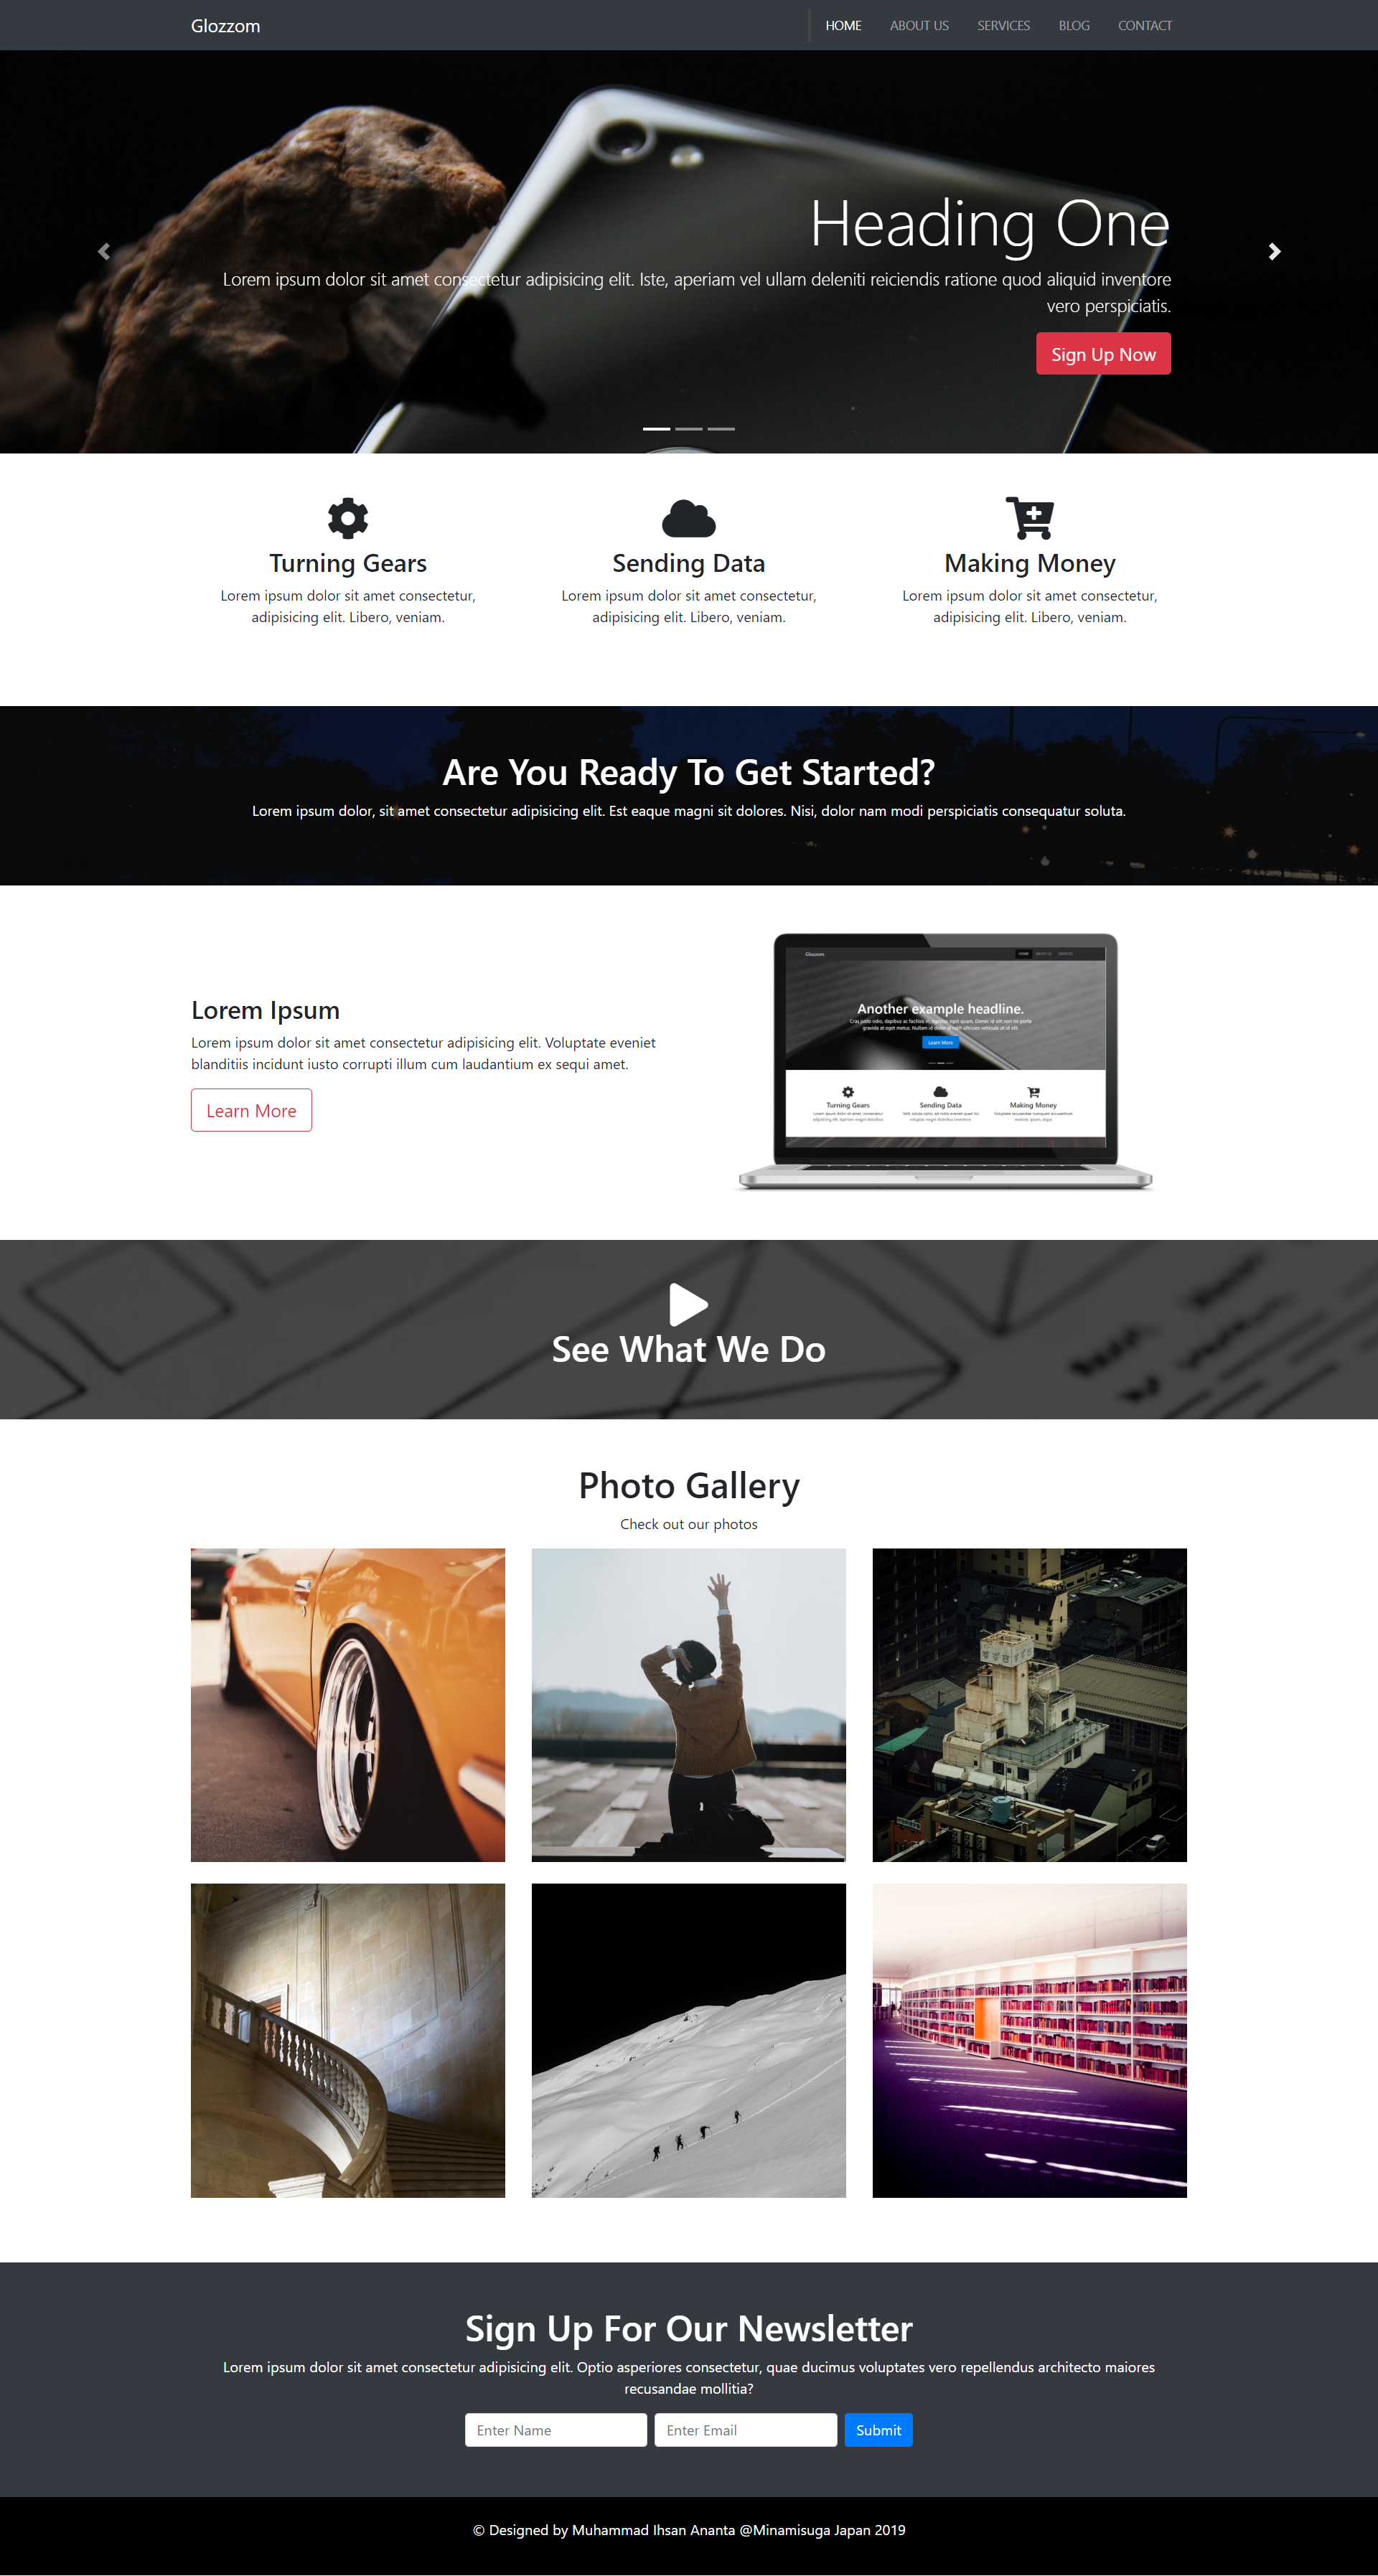 Glozzom
HOME ABOUT US SERVICES BLOG CONTACT
Heading One
Lorem ipsum dolor sit amet consectetur adipisicing elit. Iste, aperiam vel ullam deleniti reiciendis ratione quod aliquid inventore
vero perspiciatis.
Sign Up Now
Turning Gears
Lorem ipsum dolor sit amet consectetur,
adipisicing elit. Libero, veniam.
Sending Data
Lorem ipsum dolor sit amet consectetur,
adipisicing elit. Libero, veniam.
Making Money
Lorem ipsum dolor sit amet consectetur,
adipisicing elit. Libero, veniam.
Are You Ready To Get Started?
Lorem ipsum dolor, sit amet consectetur adipisicing elit. Est eaque magni sit dolores. Nisi, dolor nam modi perspiciatis consequatur soluta.
Lorem Ipsum
Lorem ipsum dolor sit amet consectetur adipisicing elit. Voluptate eveniet
blanditiis incidunt iusto corrupti illum cum laudantium ex sequi amet.
Learn More
Glozzom
HOME ABOUT US SERVICES
Another example headline.
Learn More
Turning Gears
Sending Data
Making Money
See What We Do
Photo Gallery
Check out our photos
Sign Up For Our Newsletter
Lorem ipsum dolor sit amet consectetur adipisicing elit. Optio asperiores consectetur, quae ducimus voluptates vero repellendus architecto maiores
recusandae mollitia?
Enter Name
Enter Email
Submit
© Designed by Muhammad Ihsan Ananta @Minamisuga Japan 2019